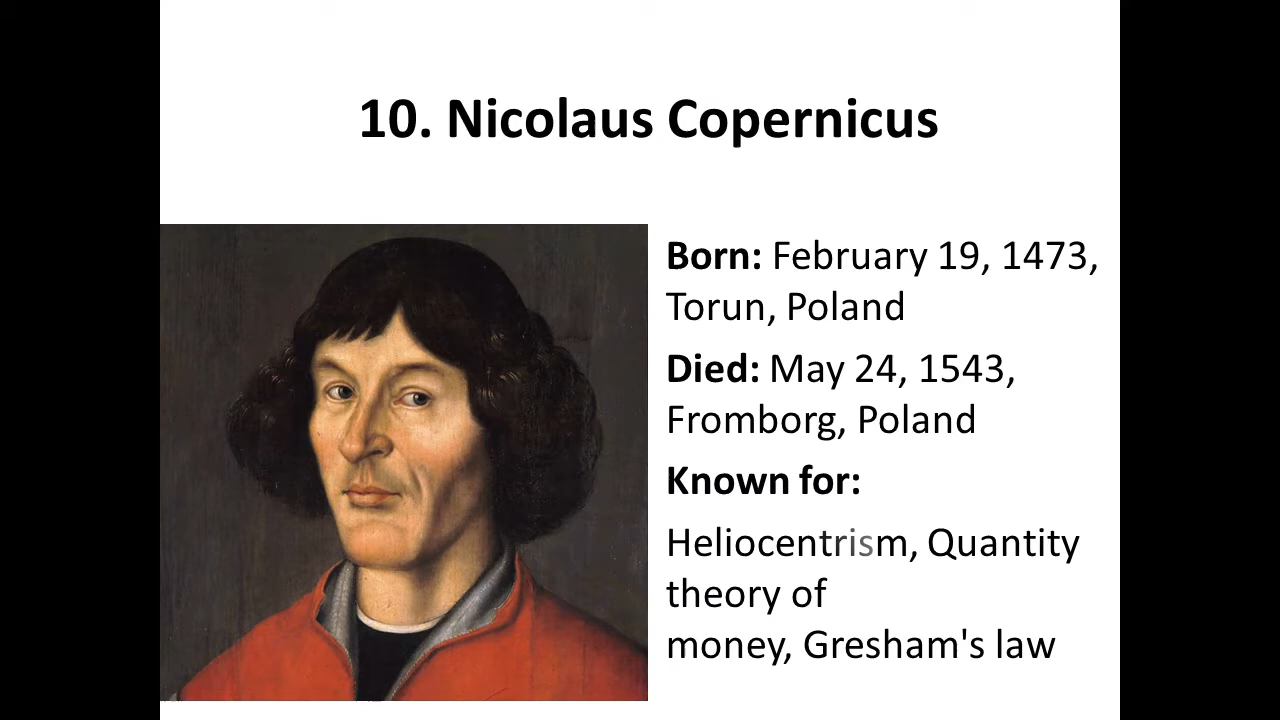 10. Nicolaus Copernicus
Born: February 19, 1473,
Torun, Poland
Died: May 24, 1543,
Fromborg, Poland
Known for:
Heliocentrism, Quantity
theory of
money, Gresham's law